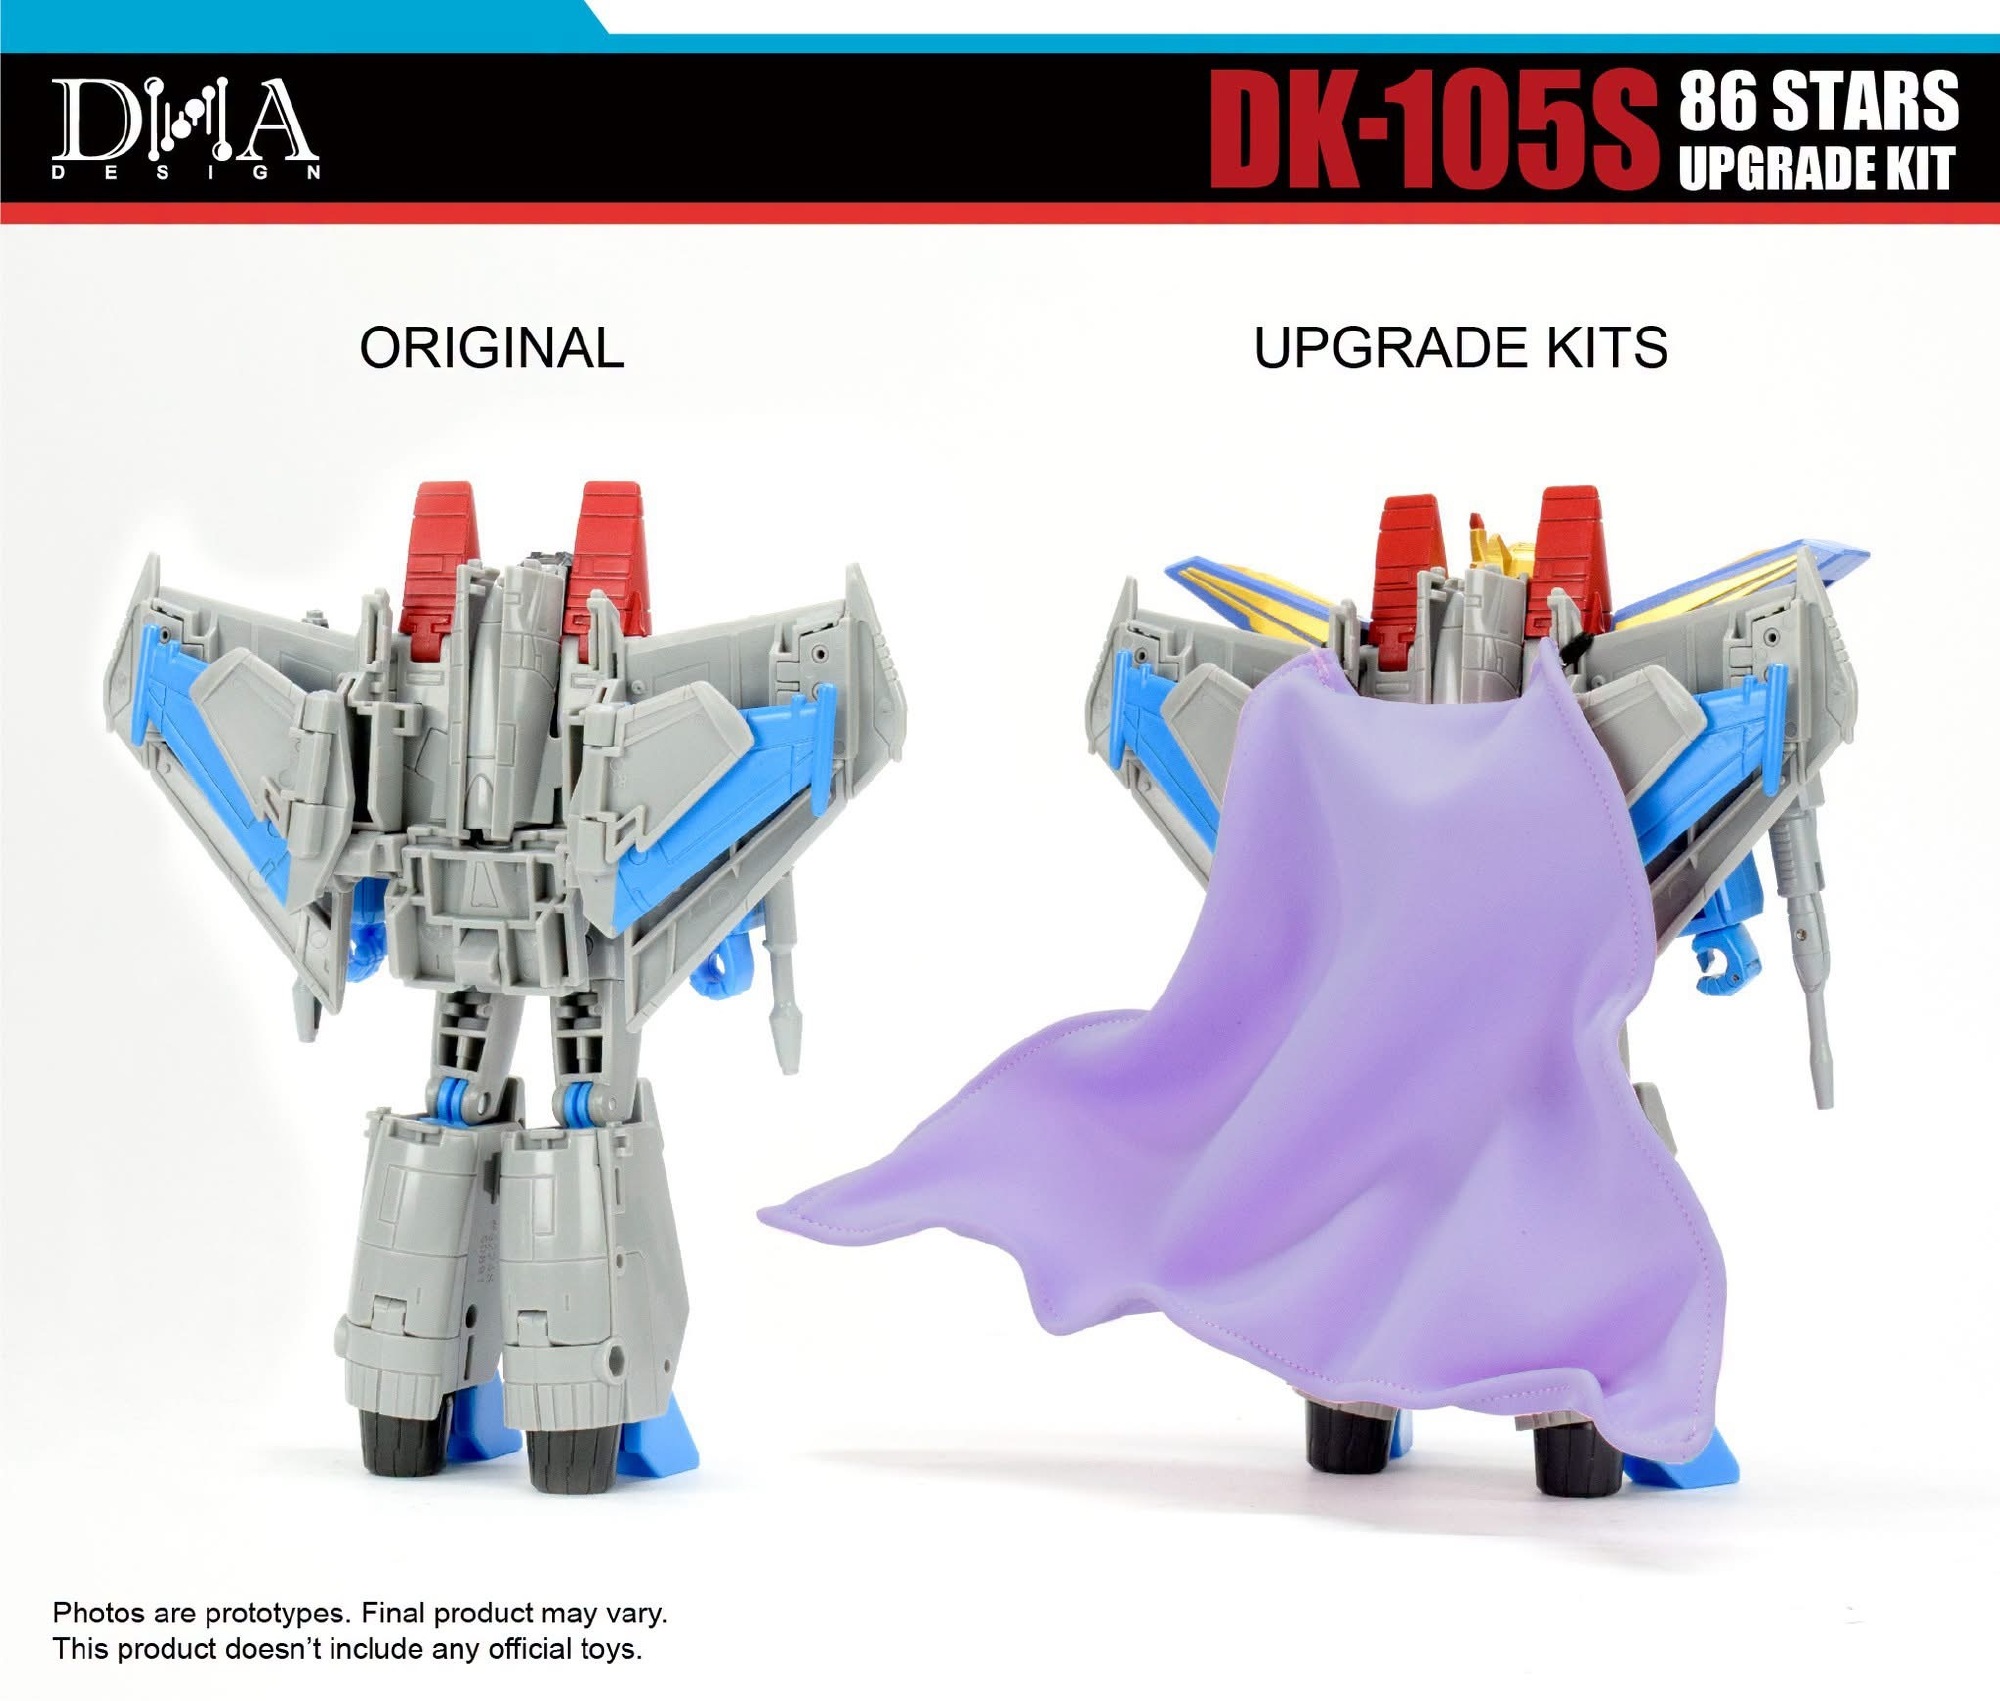 DNA
DESIGN
DK-105S
86 STARS
UPGRADE KIT
ORIGINAL
UPGRADE KITS
Photos are prototypes. Final product may vary.
This product doesn't include any official toys.